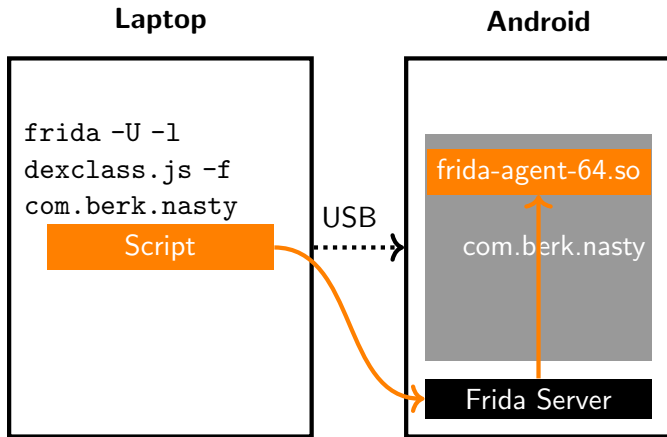 Laptop
Android
frida -U -l
dexclass.js -f
com.berk.nasty
Script
USB
frida-agent-64.so
com.berk.nasty
Frida Server